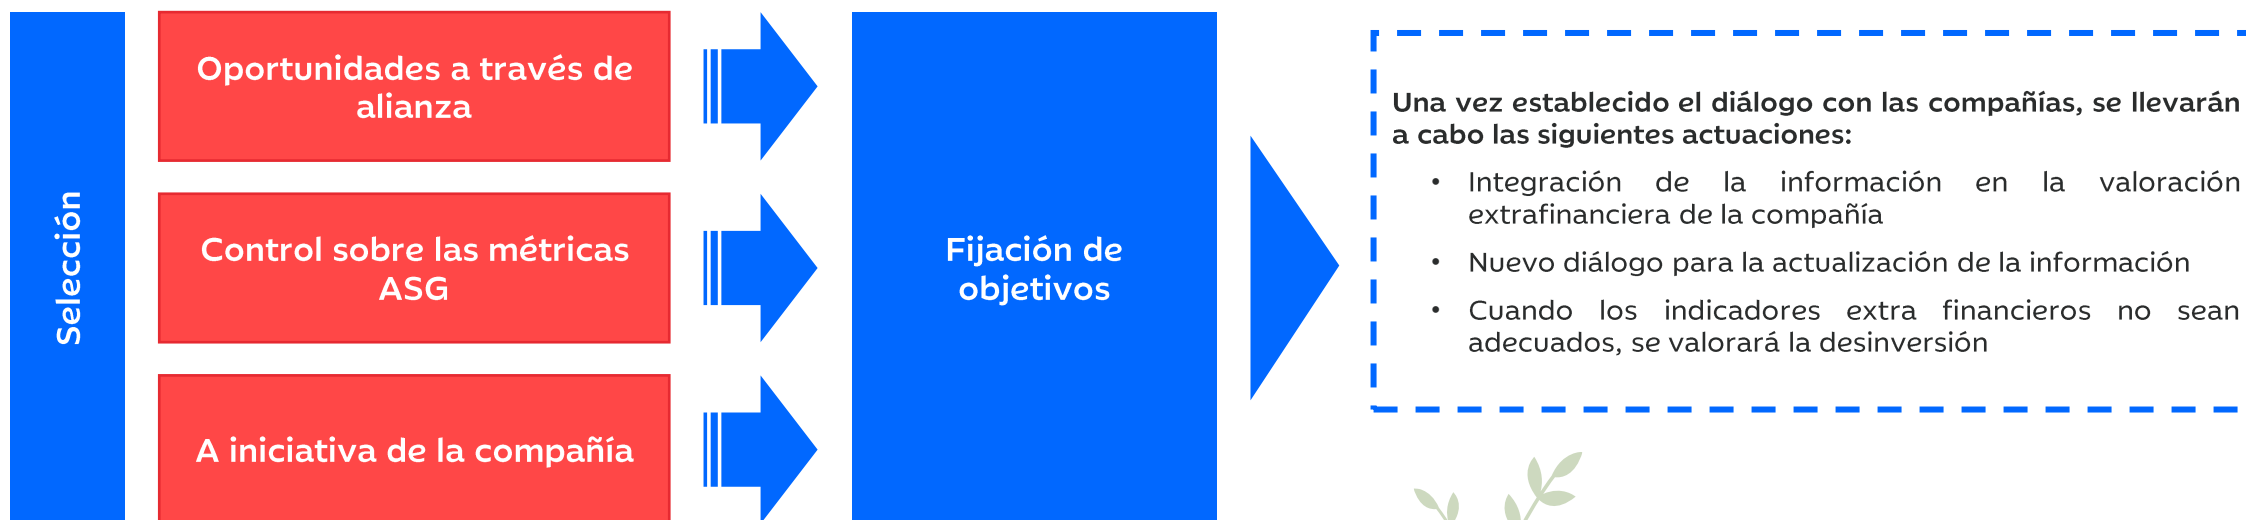 Selección
Oportunidades a través de
alianza
Control sobre las métricas
ASG
A iniciativa de la compañía
Fijación de
objetivos
Una vez establecido el diálogo con las compañías, se llevarán
a cabo las siguientes actuaciones:
• Integración de la información en la valoración
extrafinanciera de la compañía
• Nuevo diálogo para la actualización de la información
• Cuando los indicadores extra financieros no sean
adecuados, se valorará la desinversión